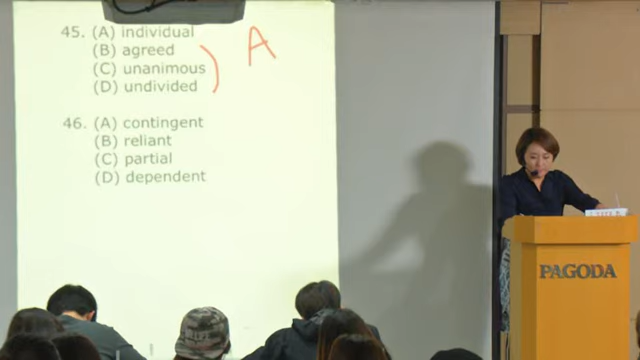 45. (A) individual
(B) agreed
(C) unanimous
(D) undivided
A
46. (A) contingent
(B) reliant
(C) partial
(D) dependent
PAGODA